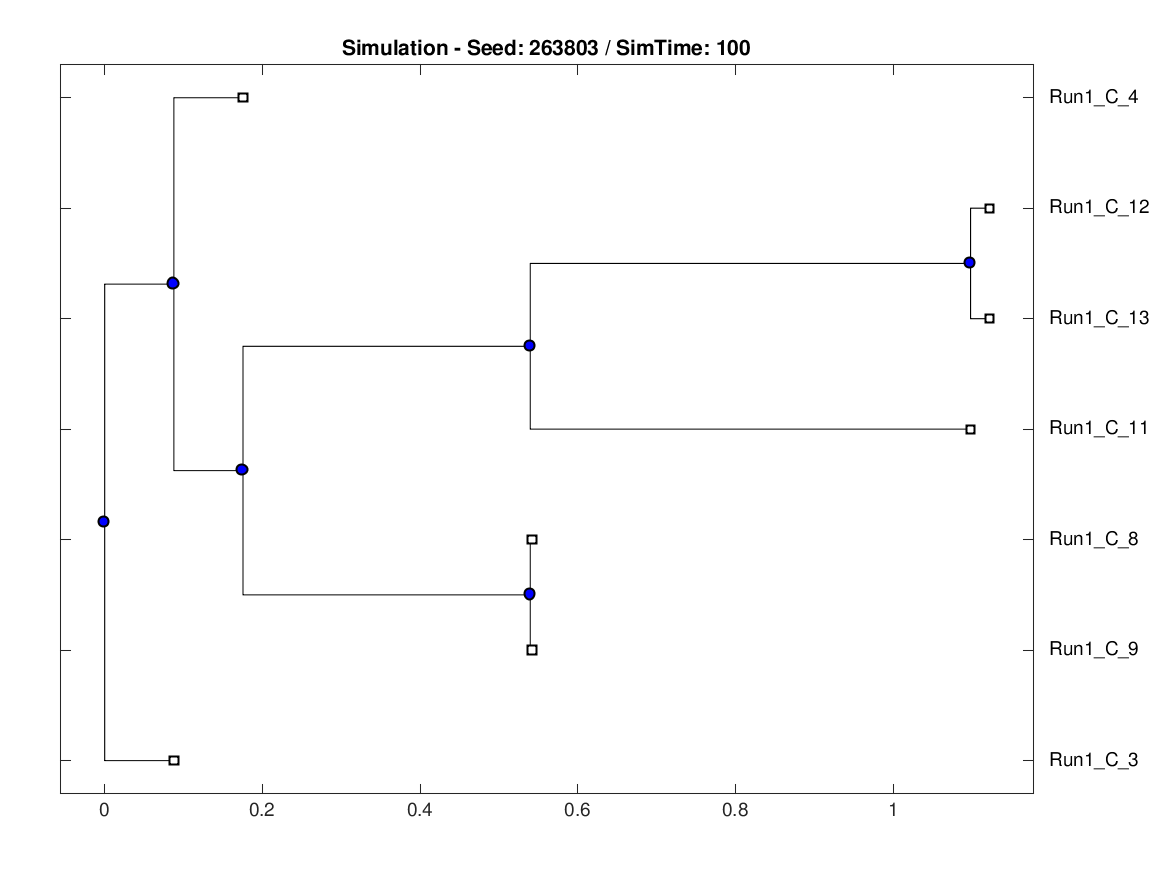 Simulation - Seed: 263803 / SimTime: 100
Run1_C_4
Run1_C_12
Run1_C_13
Run1_C_11
Run1_C_8
Run1_C_9
Run1_C_3
0 0.2 0.4 0.6 0.8 1